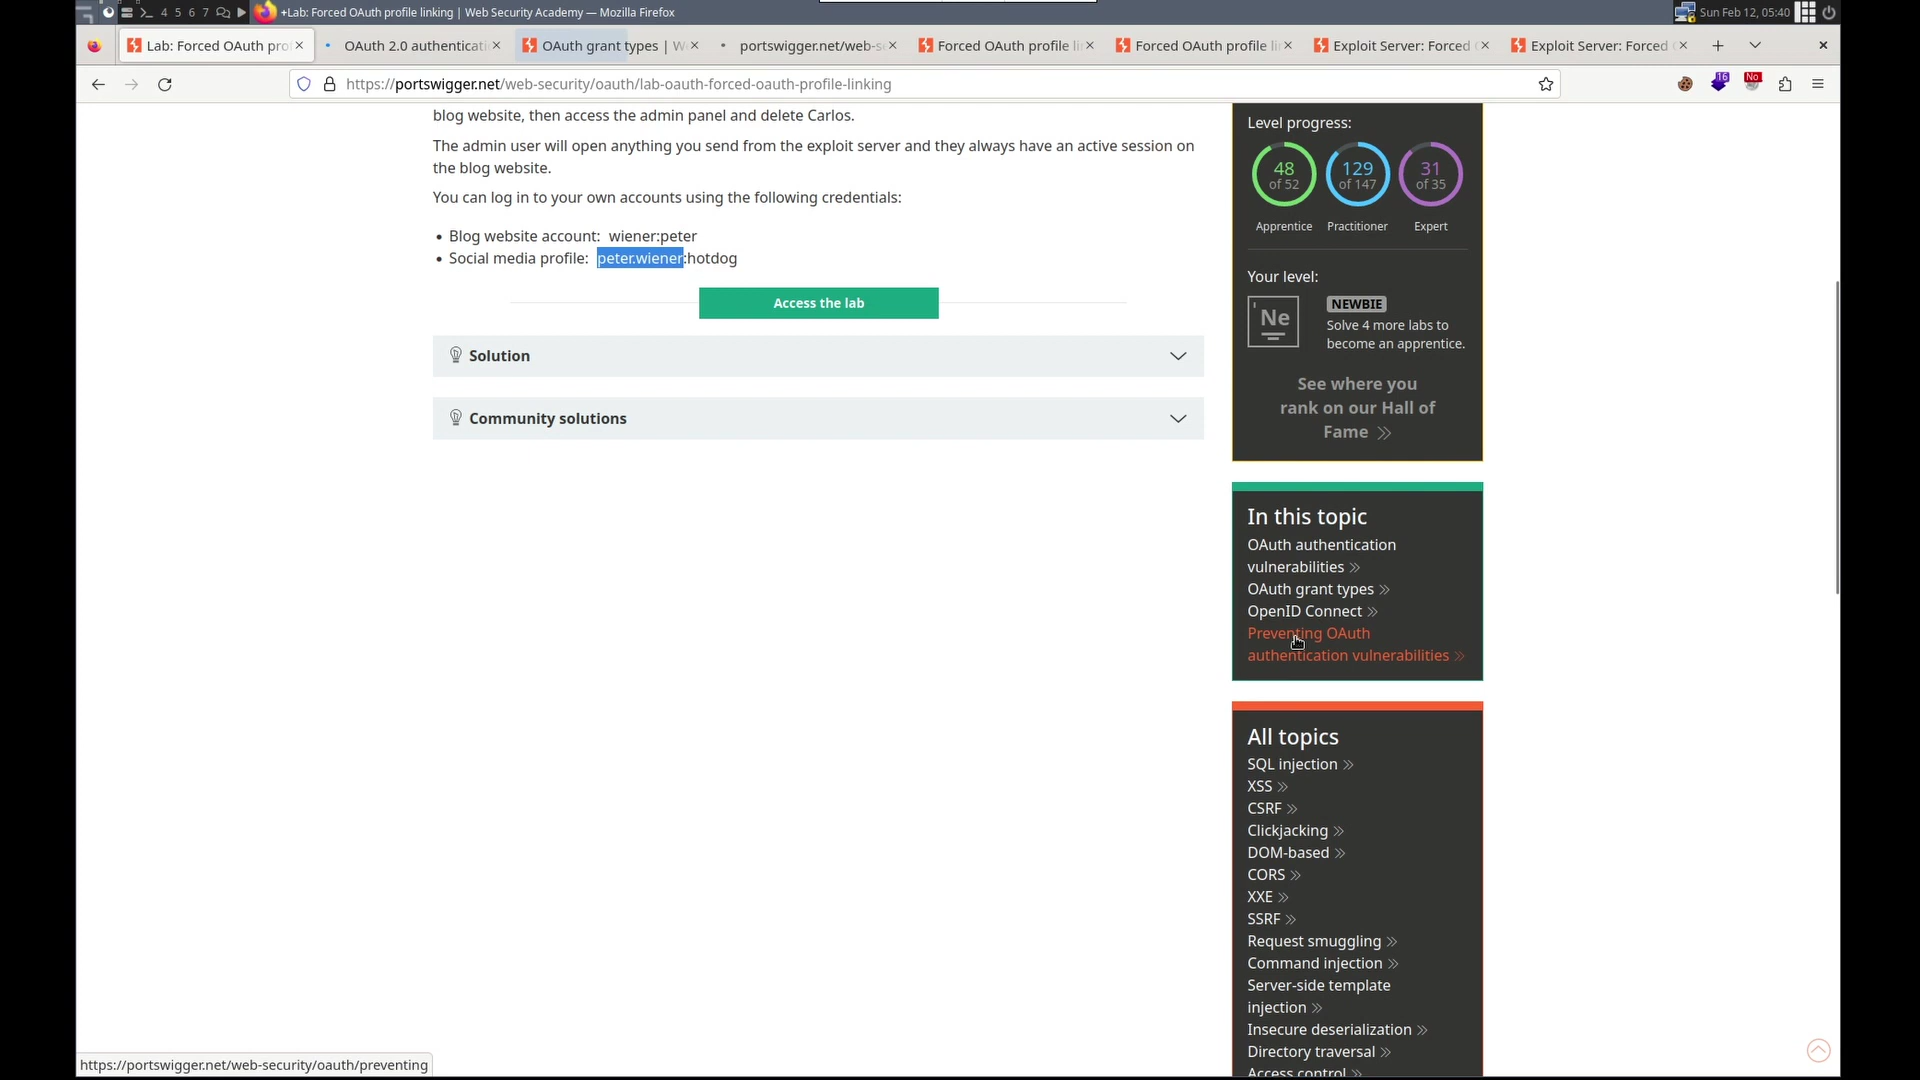 4 5 6 7
+Lab: Forced OAuth profile linking | Web Security Academy — Mozilla Firefox
Sun Feb 12, 05:40
Lab: Forced OAuth pro
OAuth 2.0 authenticati
OAuth grant types | W
portswigger.net/web-s
Forced OAuth profile li
Forced OAuth profile li
Exploit Server: Forced
Exploit Server: Forced
https://portswigger.net/web-security/oauth/lab-oauth-forced-oauth-profile-linking
16
No
blog website, then access the admin panel and delete Carlos.
The admin user will open anything you send from the exploit server and they always have an active session on
the blog website.
You can log in to your own accounts using the following credentials:
• Blog website account: wiener:peter
• Social media profile: peter.wiener:hotdog
Access the lab
Solution
Community solutions
Level progress:
48
of 52
129
of 147
31
of 35
Apprentice
Practitioner
Expert
Your level:
Ne
NEWBIE
Solve 4 more labs to
become an apprentice.
See where you
rank on our Hall of
Fame
In this topic
OAuth authentication
vulnerabilities
OAuth grant types
OpenID Connect
Preventing OAuth
authentication vulnerabilities
All topics
SQL injection
XSS
CSRF
Clickjacking
DOM-based
CORS
XXE
SSRF
Request smuggling
Command injection
Server-side template
injection
Insecure deserialization
Directory traversal
Access control
https://portswigger.net/web-security/oauth/preventing